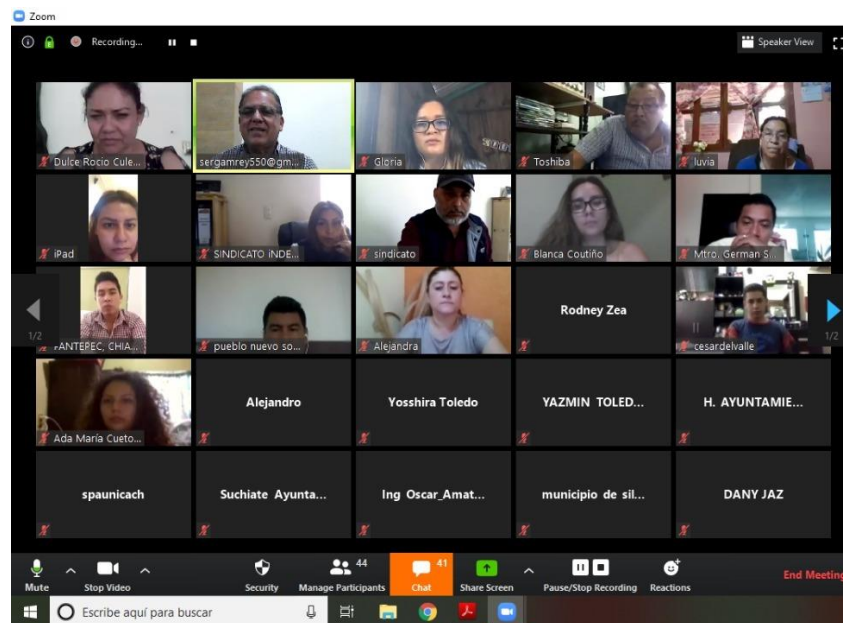 Zoom
Recording...
Speaker View
Dulce Rocio Cule...
sergamrey550@gm...
Gloria
Toshiba
luvia
iPad
SINDICATO iNDE...
sindicato
Blanca Coutiño
Mtro. German S...
1/2
PANTEPEC, CHIA...
pueblo nuevo so...
Alejandra
Rodney Zea
cesardelvalle
1/2
Ada María Cueto...
Alejandro
Yosshira Toledo
YAZMIN TOLED...
H. AYUNTAMIE...
spaunicach
Suchiate Ayunta...
Ing Oscar_Amat...
municipio de sil...
DANY JAZ
Mute
Stop Video
Security
Manage Participants
44
Chat
41
Share Screen
Pause/Stop Recording
Reactions
End Meeting
Escribe aquí para buscar